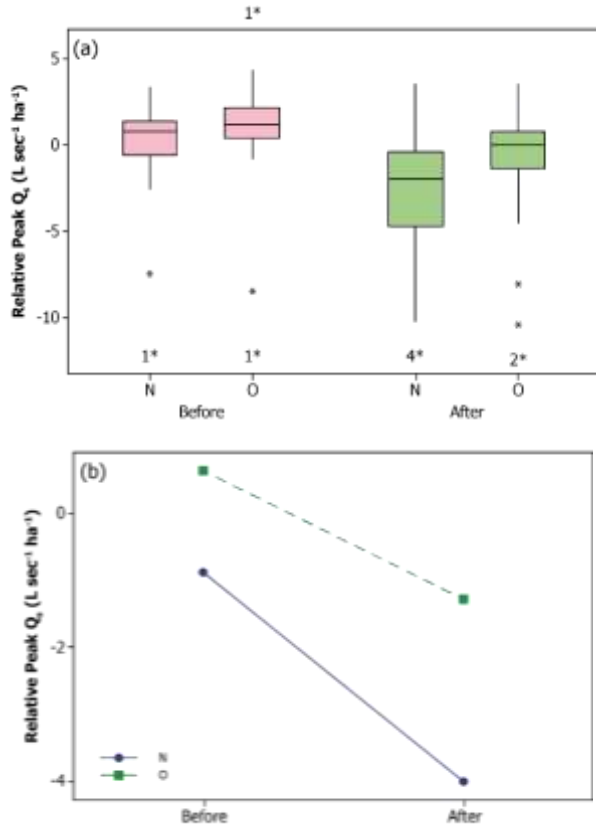 1*
(a)
5
0
-5
-10
Relative Peak Qs (L sec⁻¹ ha⁻¹)
1* 1* 4* 2*
N O N O
Before After
(b)
0
-2
-4
Relative Peak Qs (L sec⁻¹ ha⁻¹)
N
O
Before After